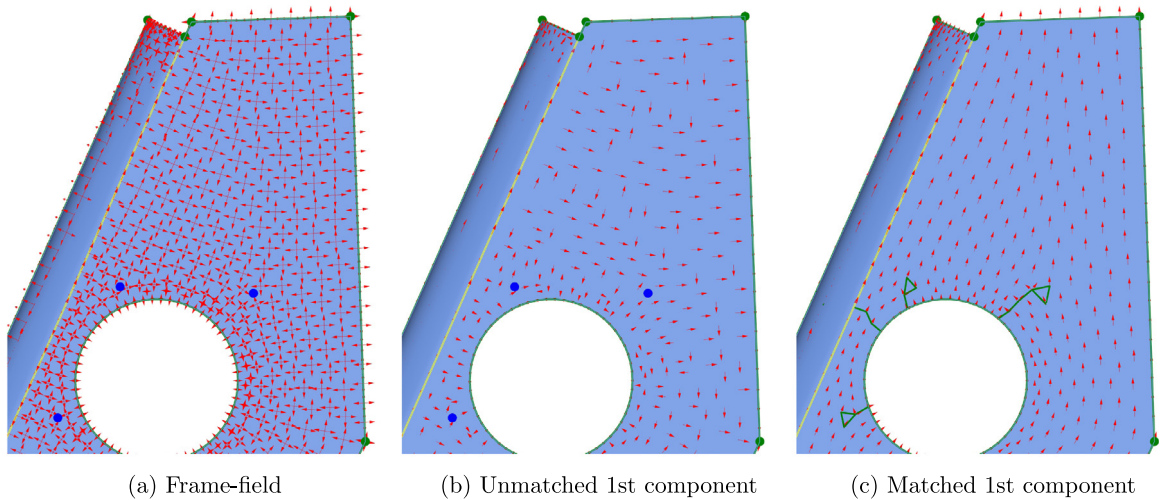 (a) Frame-field
(b) Unmatched 1st component
(c) Matched 1st component